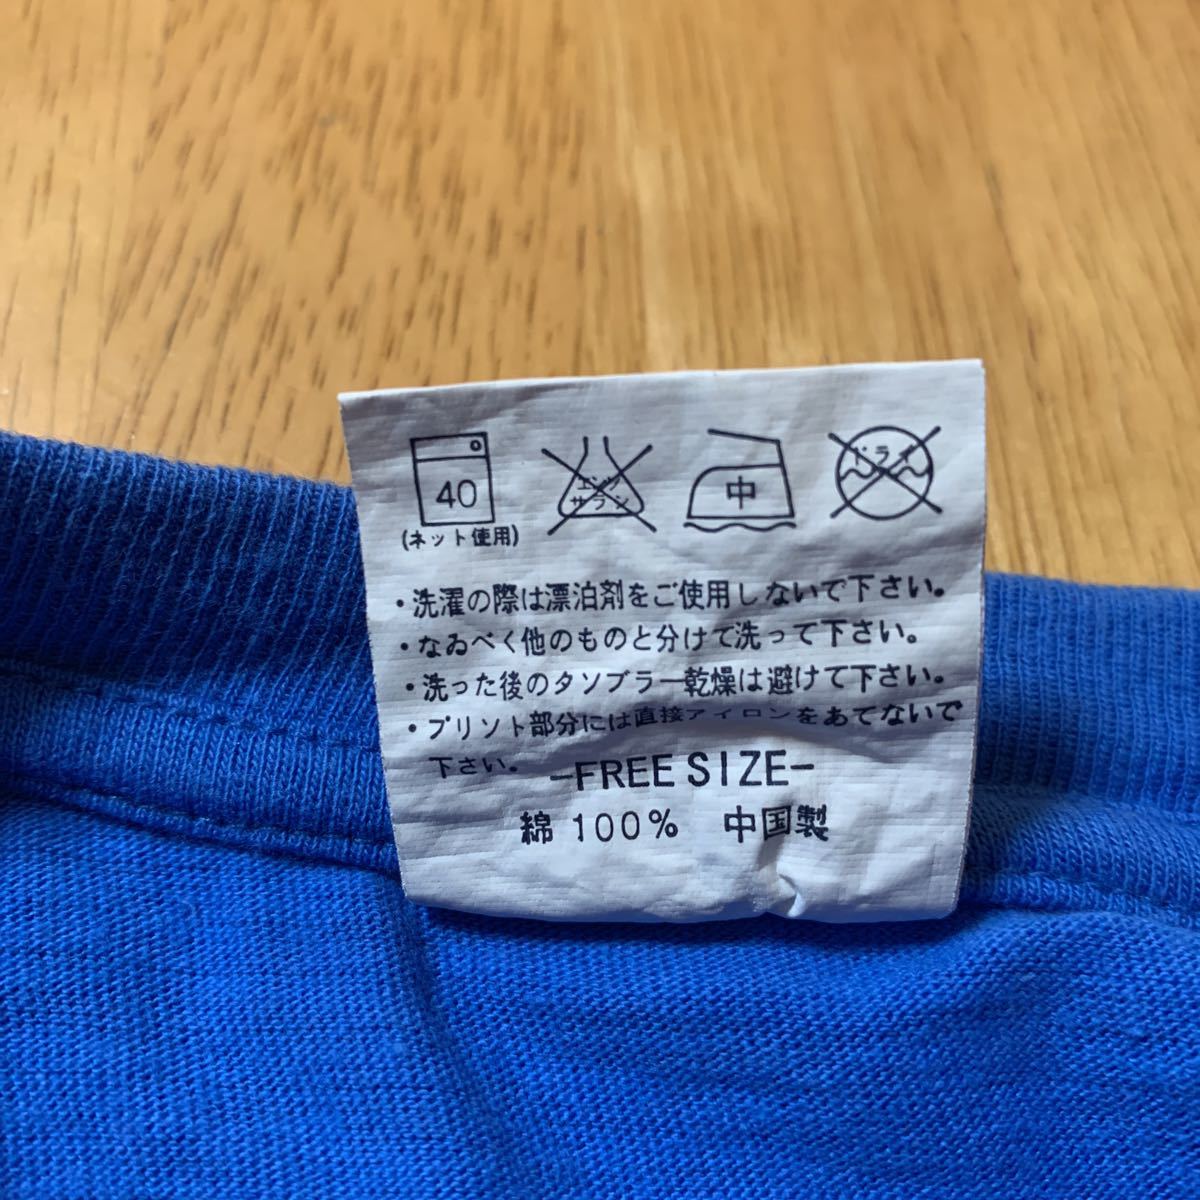 40
エンソ
サラン
中
ドライ
(ネット使用)
・洗濯の際は漂泊剤をご使用しないで下さい。
・なゐべく他のものと分けて洗って下さい。
・洗った後のタソブラー乾燥は避けて下さい。
・プリソト部分には直接アイロンをあてないで
下さい。
-FREE SIZE-
綿 100% 中国製